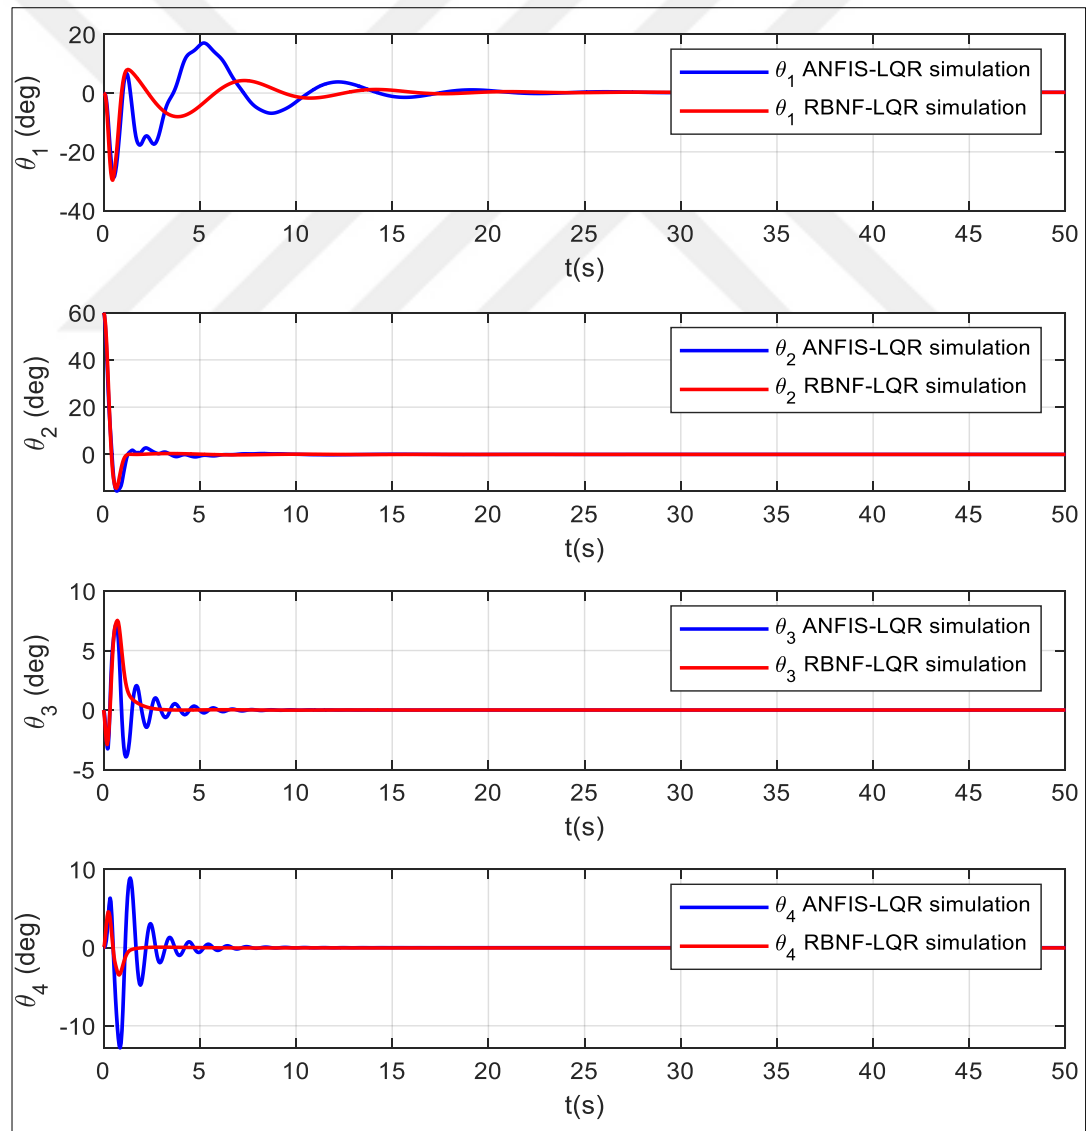 20
0
-20
-40
θ1 (deg)
θ1 ANFIS-LQR simulation
θ1 RBNF-LQR simulation
0 5 10 15 20 25 30 35 40 45 50
t(s)
60
40
20
0
θ2 (deg)
θ2 ANFIS-LQR simulation
θ2 RBNF-LQR simulation
0 5 10 15 20 25 30 35 40 45 50
t(s)
10
5
0
-5
θ3 (deg)
θ3 ANFIS-LQR simulation
θ3 RBNF-LQR simulation
0 5 10 15 20 25 30 35 40 45 50
t(s)
10
0
-10
θ4 (deg)
θ4 ANFIS-LQR simulation
θ4 RBNF-LQR simulation
0 5 10 15 20 25 30 35 40 45 50
t(s)